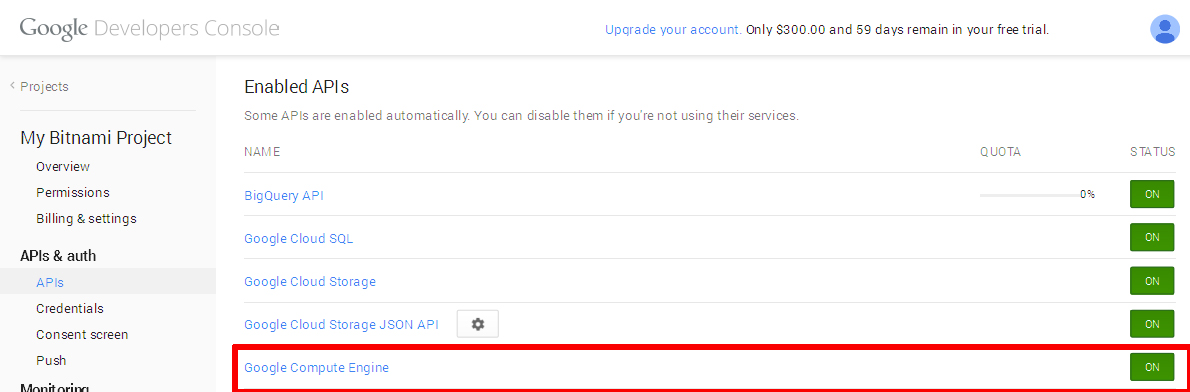 Google Developers Console
Upgrade your account. Only $300.00 and 59 days remain in your free trial.
Projects
My Bitnami Project
Overview
Permissions
Billing & settings
APIs & auth
APIs
Credentials
Consent screen
Push
Monitoring
Enabled APIs
Some APIs are enabled automatically. You can disable them if you're not using their services.
NAME QUOTA STATUS
BigQuery API 0% ON
Google Cloud SQL ON
Google Cloud Storage ON
Google Cloud Storage JSON API ON
Google Compute Engine ON